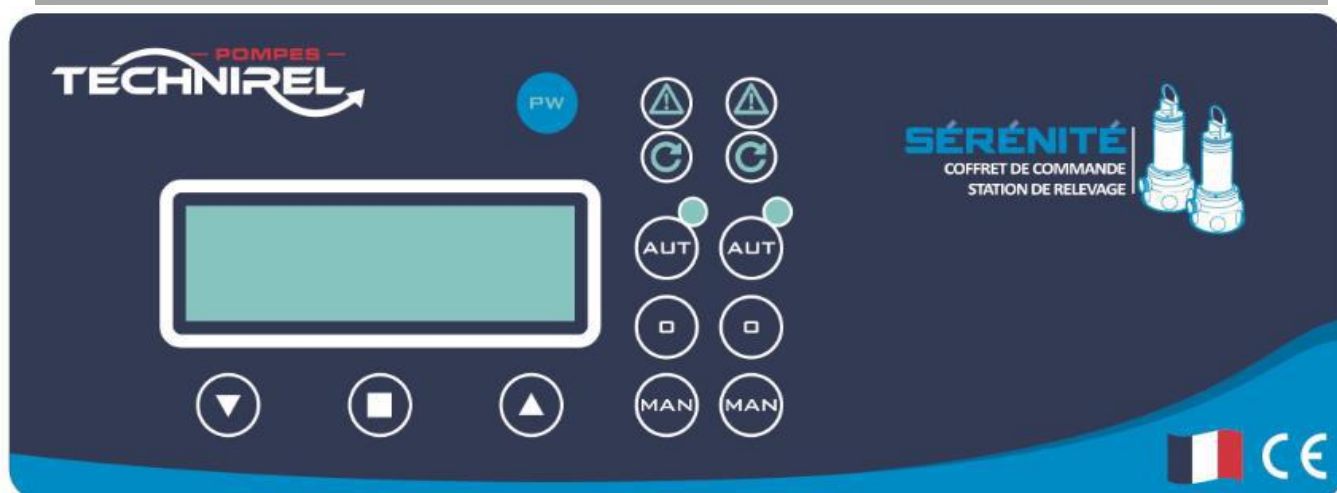 POMPES
TECHNIREL
PW
SÉRÉNITÉ
COFFRET DE COMMANDE
STATION DE RELEVAGE
AUT AUT
O O
MAN MAN
CE